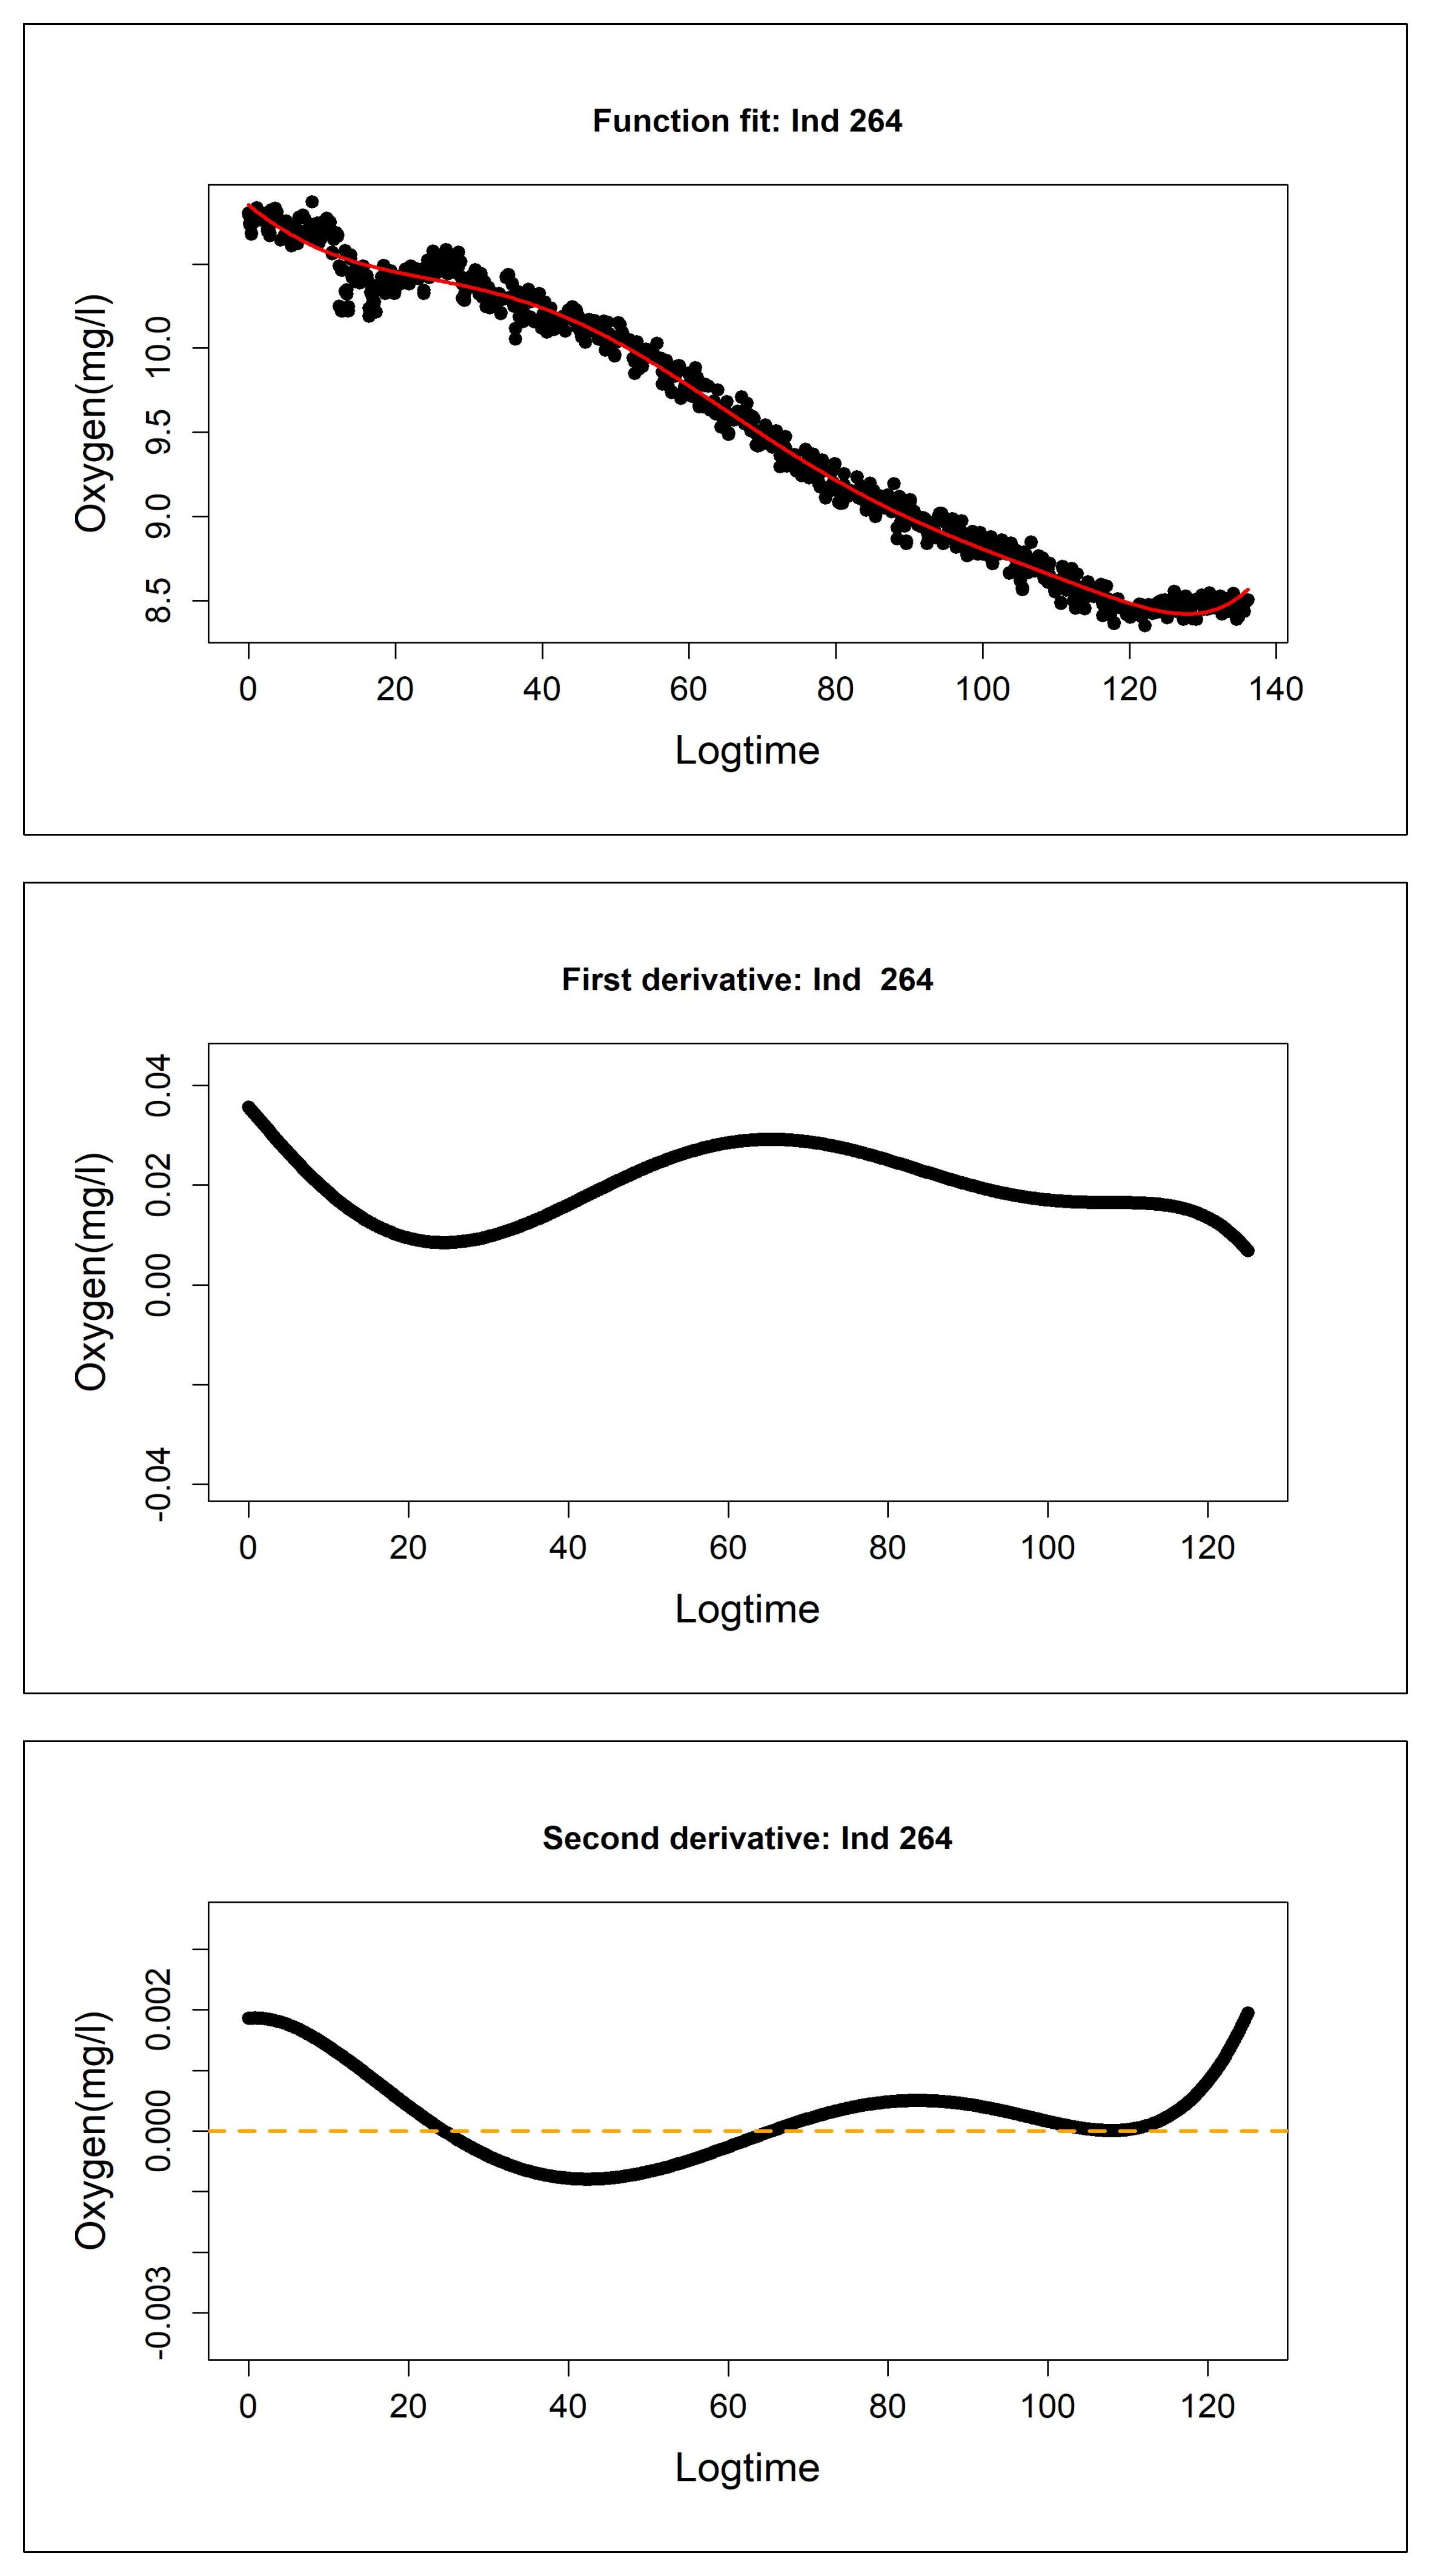 Function fit: Ind 264
Oxygen(mg/l)
10.0
9.5
9.0
8.5
0 20 40 60 80 100 120 140
Logtime
First derivative: Ind  264
Oxygen(mg/l)
0.04
0.02
0.00
-0.04
0 20 40 60 80 100 120
Logtime
Second derivative: Ind 264
Oxygen(mg/l)
0.002
0.000
-0.003
0 20 40 60 80 100 120
Logtime